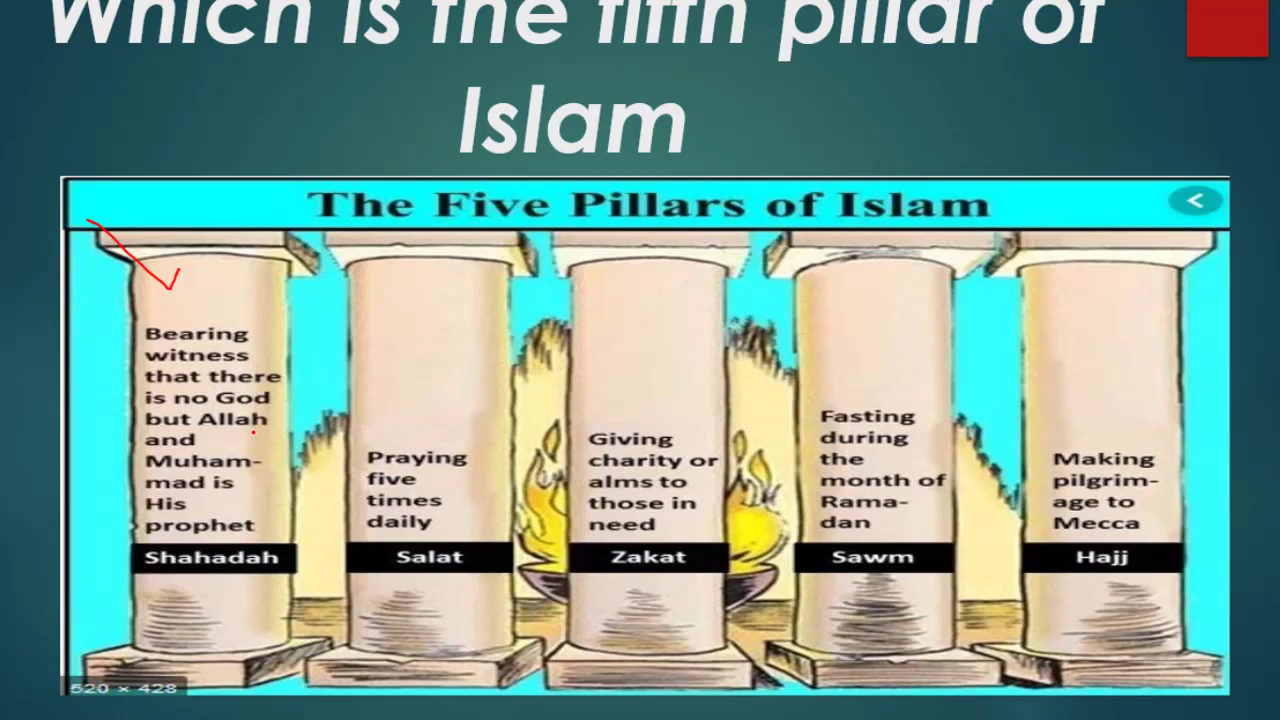 Which is the fifth pillar of
Islam
The Five Pillars of Islam
Bearing
witness
that there
is no God
but Allah
and
Muham-
mad is
His
prophet
Shahadah
Praying
five
times
daily
Salat
Giving
charity or
alms to
those in
need
Zakat
Fasting
during
the
month of
Rama-
dan
Sawm
Making
pilgrim-
age to
Mecca
Hajj
520 × 428